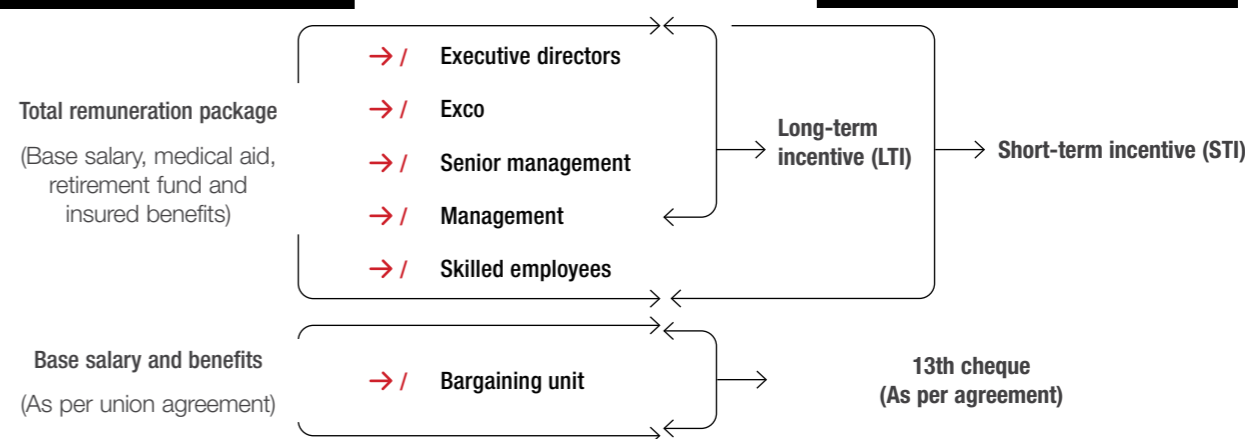 Total remuneration package
(Base salary, medical aid,
retirement fund and
insured benefits)
/ Executive directors
/ Exco
/ Senior management
/ Management
/ Skilled employees
Long-term
incentive (LTI)
Short-term incentive (STI)
Base salary and benefits
(As per union agreement)
/ Bargaining unit
13th cheque
(As per agreement)